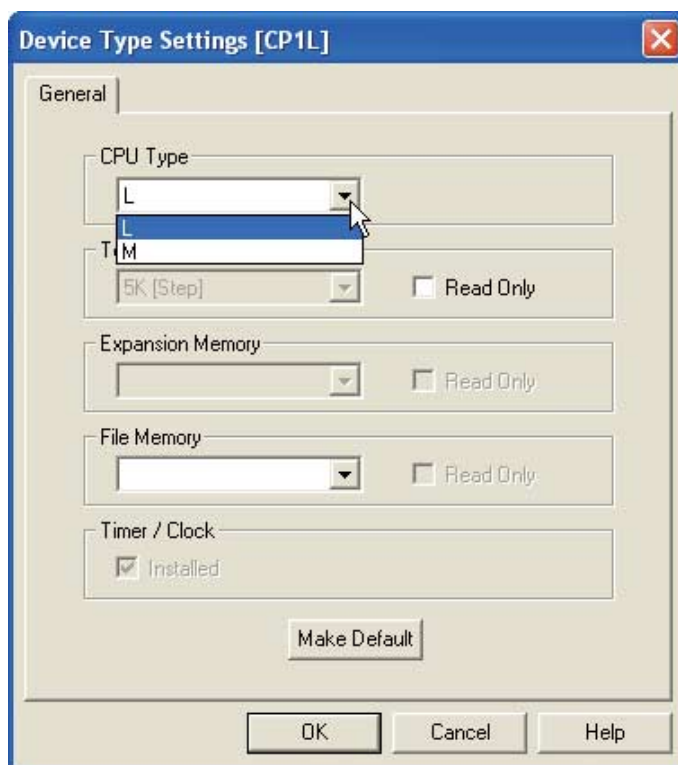 Device Type Settings [CP1L]
General
CPU Type
L
L
M
5K [Step]
Read Only
Expansion Memory
Read Only
File Memory
Read Only
Timer / Clock
Installed
Make Default
OK
Cancel
Help